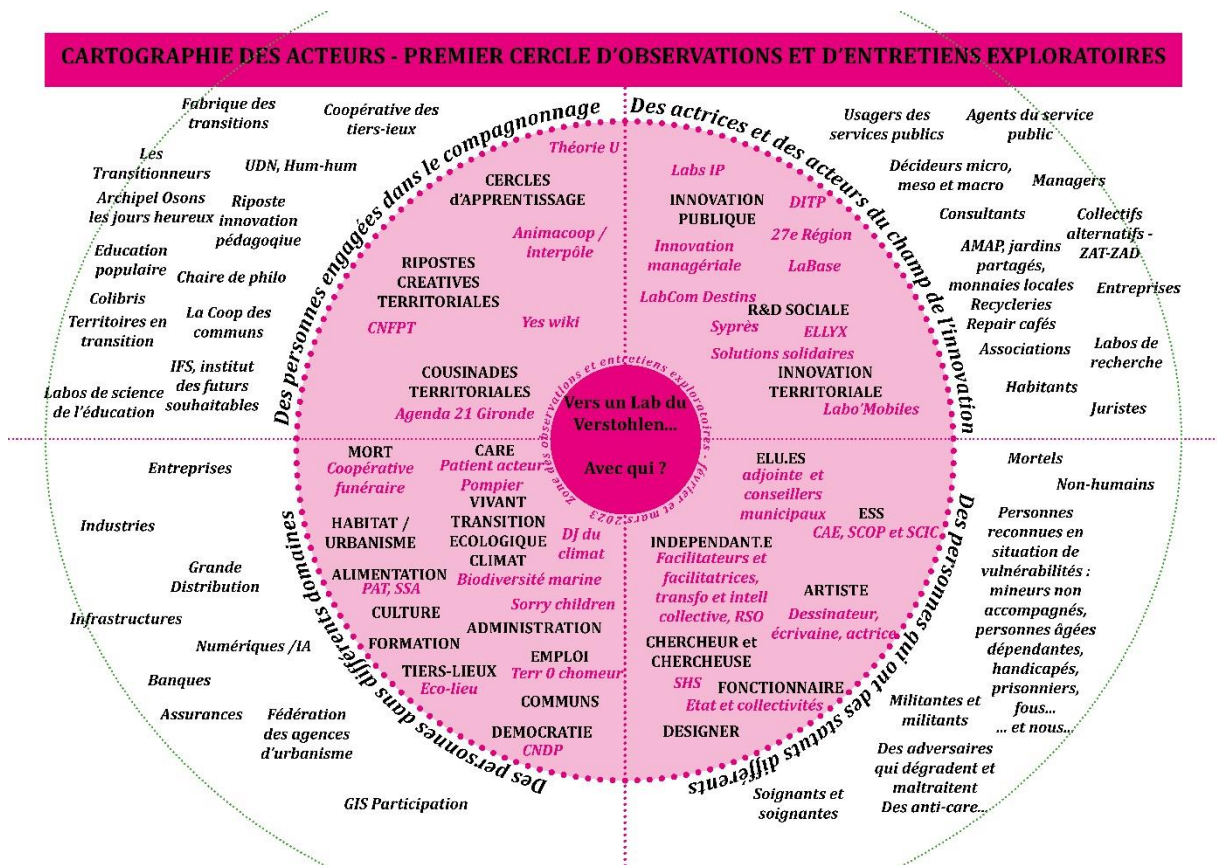 CARTOGRAPHIE DES ACTEURS - PREMIER CERCLE D'OBSERVATIONS ET D'ENTRETIENS EXPLORATOIRES
Des personnes engagées dans le compagnonnage
Fabrique des
transitions
Coopérative des
tiers-ieux
Les
Transitionneurs
UDN, Hum-hum
Archipel Osons
les jours heureux
Riposte
innovation
pédagogique
Education
populaire
Chaire de philo
Colibris
Territoires en
transition
La Coop des
communs
IFS, institut
des futurs
souhaitables
Labos de science
de l'éducation
Théorie U
CERCLES
d'APPRENTISSAGE
Animacoop /
interpôle
RIPOSTES
CREATIVES
TERRITORIALES
CNFPT
Yes wiki
COUSINADES
TERRITORIALES
Agenda 21 Gironde
Des actrices et des acteurs du champ de l'innovation
Labs IP
INNOVATION
PUBLIQUE
DITP
27e Région
Innovation
managériale
LaBase
LabCom Destins
R&D SOCIALE
Syprès
ELLYX
Solutions solidaires
INNOVATION
TERRITORIALE
Labo'Mobiles
Usagers des
services publics
Agents du service
public
Décideurs micro,
meso et macro
Managers
Consultants
Collectifs
alternatifs -
ZAT-ZAD
AMAP, jardins
partagés,
monnaies locales
Recycleries
Repair cafés
Entreprises
Associations
Labos de
recherche
Habitants
Juristes
Zone des observations et entretiens exploratoires - février et mars 2023
Vers un Lab du
Verstohlen...
Avec qui ?
Des personnes dans différents domaines
Entreprises
Industries
Grande
Distribution
Infrastructures
Numériques /IA
Banques
Assurances
Fédération
des agences
d'urbanisme
GIS Participation
MORT
Coopérative
funéraire
CARE
Patient acteur
Pompier
VIVANT
TRANSITION
ECOLOGIQUE
CLIMAT
DJ du
climat
Biodiversité marine
HABITAT /
URBANISME
ALIMENTATION
PAT, SSA
CULTURE
Sorry children
ADMINISTRATION
FORMATION
TIERS-LIEUX
Eco-lieu
EMPLOI
Terr 0 chomeur
COMMUNS
DEMOCRATIE
CNDP
Des personnes qui ont des statuts différents
ELU.ES
adjointe et
conseillers
municipaux
ESS
CAE, SCOP et SCIC
INDEPENDANT.E
Facilitateurs et
facilitatrices,
transfo et intell
collective, RSO
ARTISTE
Dessinateur,
écrivaine, actrice
CHERCHEUR et
CHERCHEUSE
SHS
FONCTIONNAIRE
Etat et collectivités
DESIGNER
Mortels
Non-humains
Personnes
reconnues en
situation de
vulnérabilités :
mineurs non
accompagnés,
personnes âgées
dépendantes,
handicapés,
prisonniers,
fous...
... et nous...
Militantes et
militants
Des adversaires
qui dégradent et
maltraitent
Des anti-care...
Soignants et
soignantes